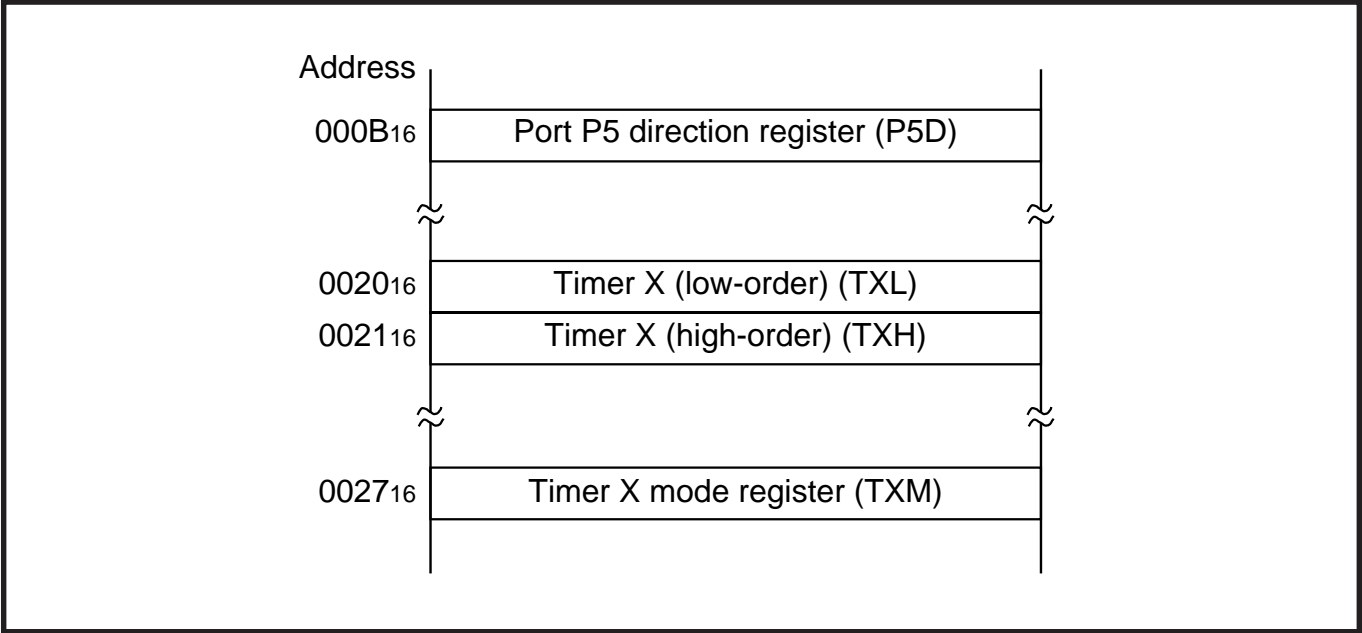 Address
000B16 Port P5 direction register (P5D)
002016 Timer X (low-order) (TXL)
002116 Timer X (high-order) (TXH)
002716 Timer X mode register (TXM)